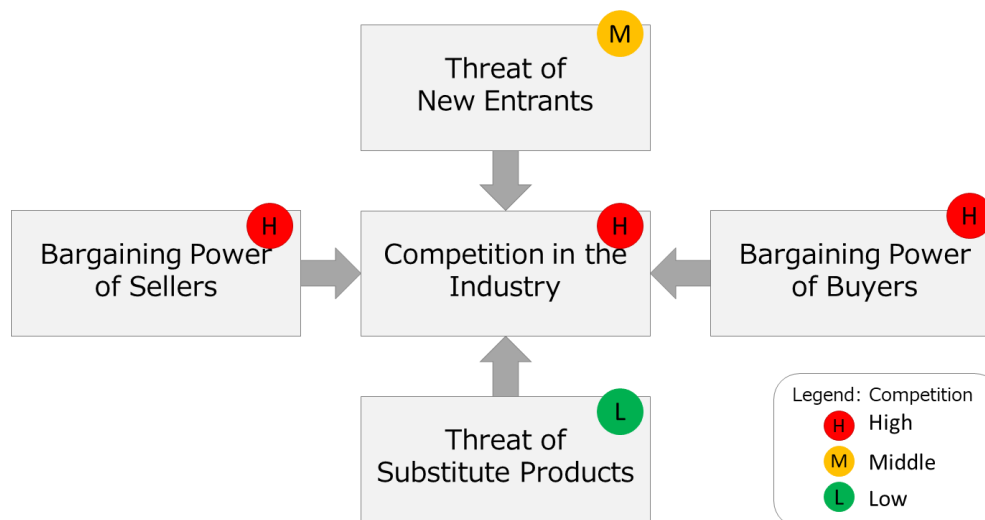 M
Threat of
New Entrants
H
Bargaining Power
of Sellers
H
Competition in the
Industry
H
Bargaining Power
of Buyers
L
Threat of
Substitute Products
Legend: Competition
H High
M Middle
L Low